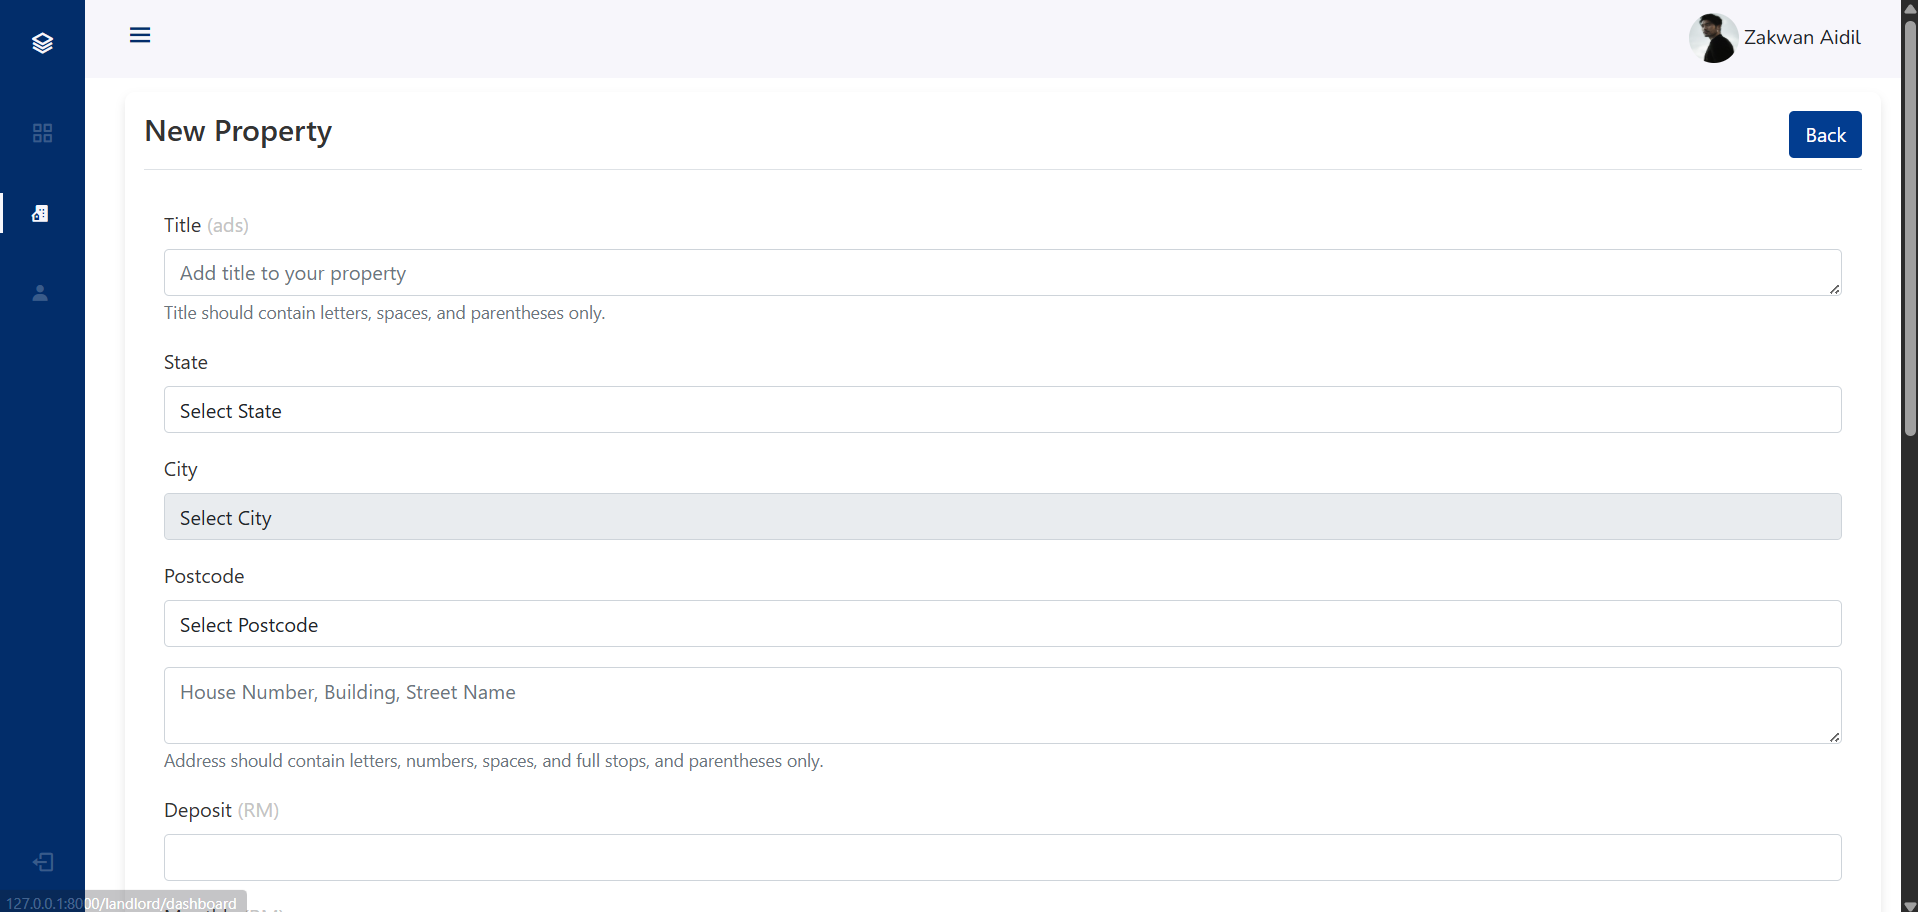 Zakwan Aidil
New Property
Back
Title (ads)
Add title to your property
Title should contain letters, spaces, and parentheses only.
State
Select State
City
Select City
Postcode
Select Postcode
House Number, Building, Street Name
Address should contain letters, numbers, spaces, and full stops, and parentheses only.
Deposit (RM)
127.0.0.1:8000/landlord/dashboard